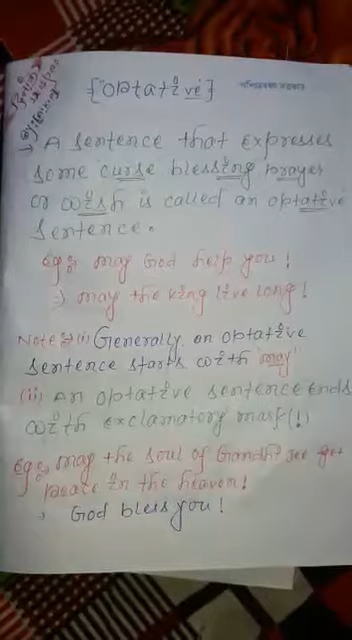 {"optative}
A sentence that expresses
some curse blessing prayer
or wish is called an optative
sentence.
Eg:- may God help you!
:-) may the king live long!
Note:- (i) Generally an optative
sentence starts with "may"
(ii) An optative sentence ends
with exclamatory mark(!)
Eg:- may the soul of Gandhi jee get
peace in the heaven!
God bless you!